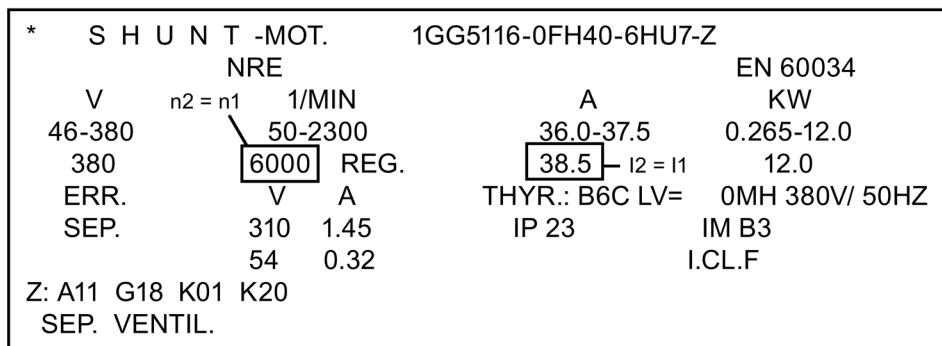 * S H U N T -MOT. 1GG5116-0FH40-6HU7-Z
NRE EN 60034
V n2 = n1 1/MIN A KW
46-380 50-2300 36.0-37.5 0.265-12.0
380 6000 REG. 38.5 I2 = I1 12.0
ERR. V A THYR.: B6C LV= 0MH 380V/ 50HZ
SEP. 310 1.45 IP 23 IM B3
54 0.32 I.CL.F
Z: A11 G18 K01 K20
SEP. VENTIL.